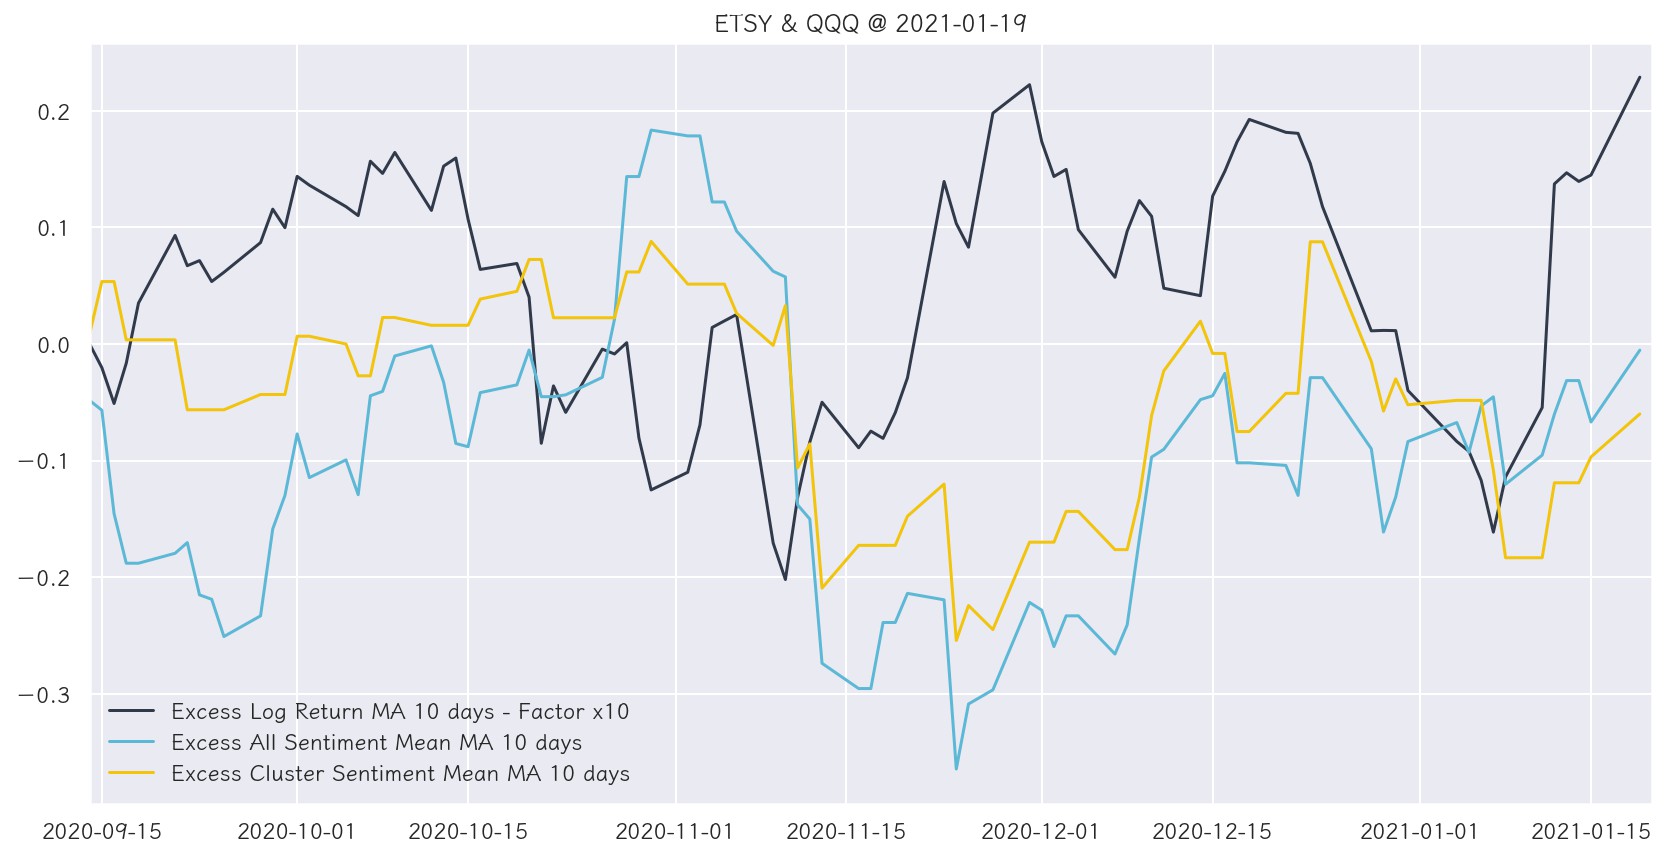 ETSY & QQQ @ 2021-01-19
0.2
0.1
0.0
−0.1
−0.2
−0.3
Excess Log Return MA 10 days - Factor x10
Excess All Sentiment Mean MA 10 days
Excess Cluster Sentiment Mean MA 10 days
2020-09-15 2020-10-01 2020-10-15 2020-11-01 2020-11-15 2020-12-01 2020-12-15 2021-01-01 2021-01-15